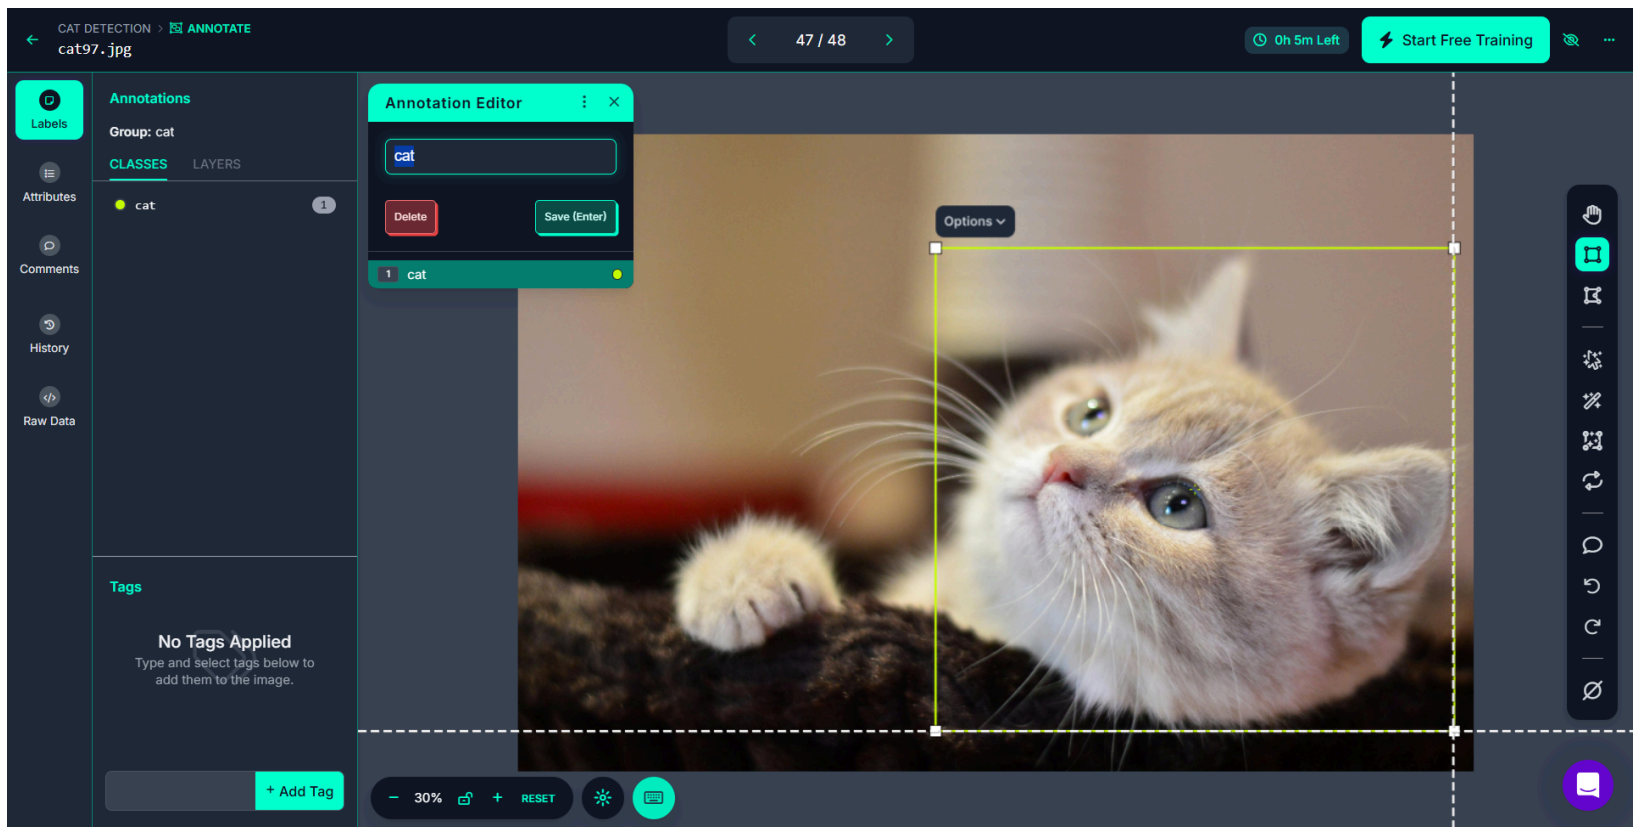 CAT DETECTION > ANNOTATE
cat97.jpg
47 / 48
0h 5m Left
Start Free Training
Labels
Attributes
Comments
History
Raw Data
Annotations
Group: cat
CLASSES LAYERS
cat 1
Tags
No Tags Applied
Type and select tags below to
add them to the image.
+ Add Tag
Annotation Editor
cat
Delete Save (Enter)
1 cat
Options
30% RESET